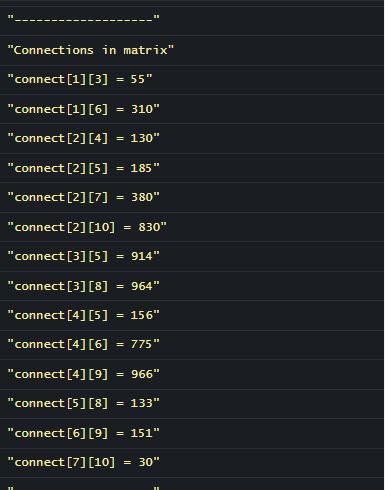 "-------------------"
"Connections in matrix"
"connect[1][3] = 55"
"connect[1][6] = 310"
"connect[2][4] = 130"
"connect[2][5] = 185"
"connect[2][7] = 380"
"connect[2][10] = 830"
"connect[3][5] = 914"
"connect[3][8] = 964"
"connect[4][5] = 156"
"connect[4][6] = 775"
"connect[4][9] = 966"
"connect[5][8] = 133"
"connect[6][9] = 151"
"connect[7][10] = 30"